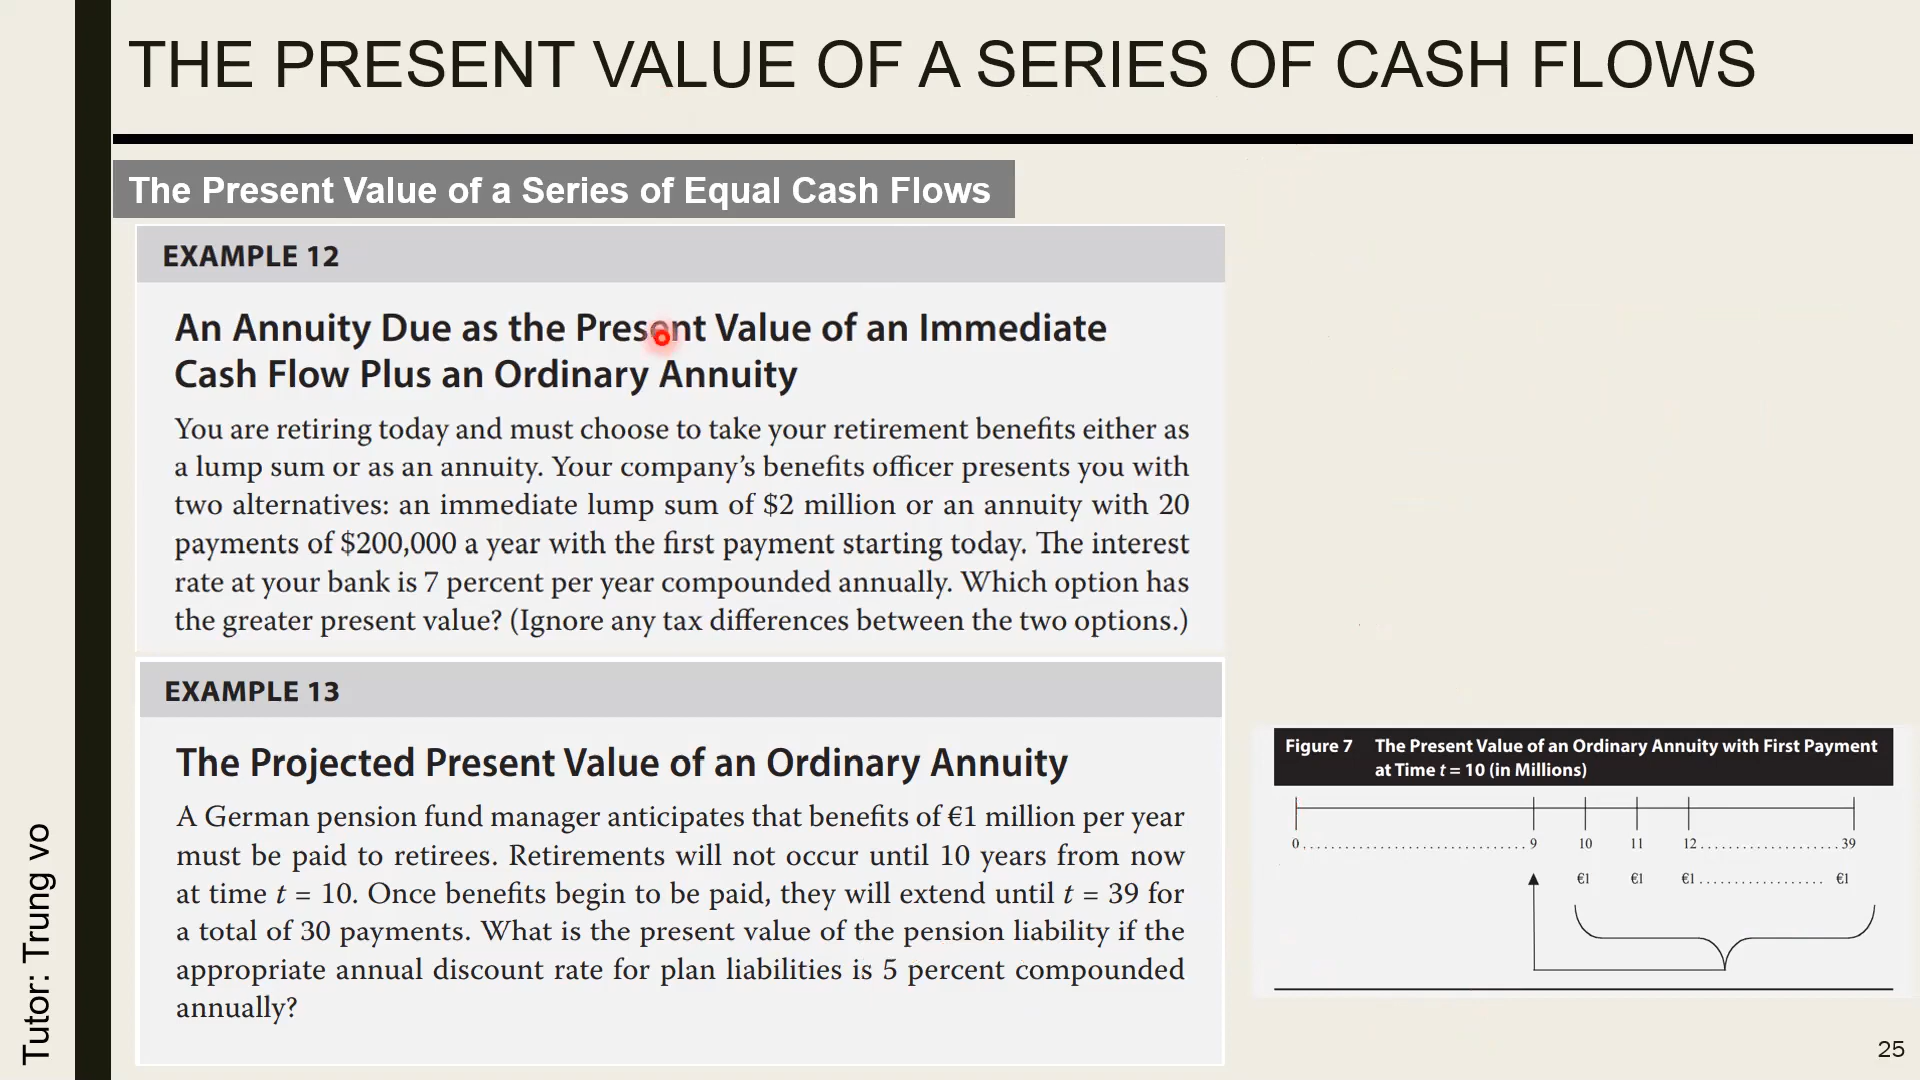 THE PRESENT VALUE OF A SERIES OF CASH FLOWS
The Present Value of a Series of Equal Cash Flows
EXAMPLE 12
An Annuity Due as the Present Value of an Immediate
Cash Flow Plus an Ordinary Annuity
You are retiring today and must choose to take your retirement benefits either as
a lump sum or as an annuity. Your company’s benefits officer presents you with
two alternatives: an immediate lump sum of $2 million or an annuity with 20
payments of $200,000 a year with the first payment starting today. The interest
rate at your bank is 7 percent per year compounded annually. Which option has
the greater present value? (Ignore any tax differences between the two options.)
EXAMPLE 13
The Projected Present Value of an Ordinary Annuity
A German pension fund manager anticipates that benefits of €1 million per year
must be paid to retirees. Retirements will not occur until 10 years from now
at time t = 10. Once benefits begin to be paid, they will extend until t = 39 for
a total of 30 payments. What is the present value of the pension liability if the
appropriate annual discount rate for plan liabilities is 5 percent compounded
annually?
Figure 7 The Present Value of an Ordinary Annuity with First Payment
at Time t = 10 (in Millions)
0 9 10 11 12 39
€1 €1 €1 €1
Tutor: Trung vo
25